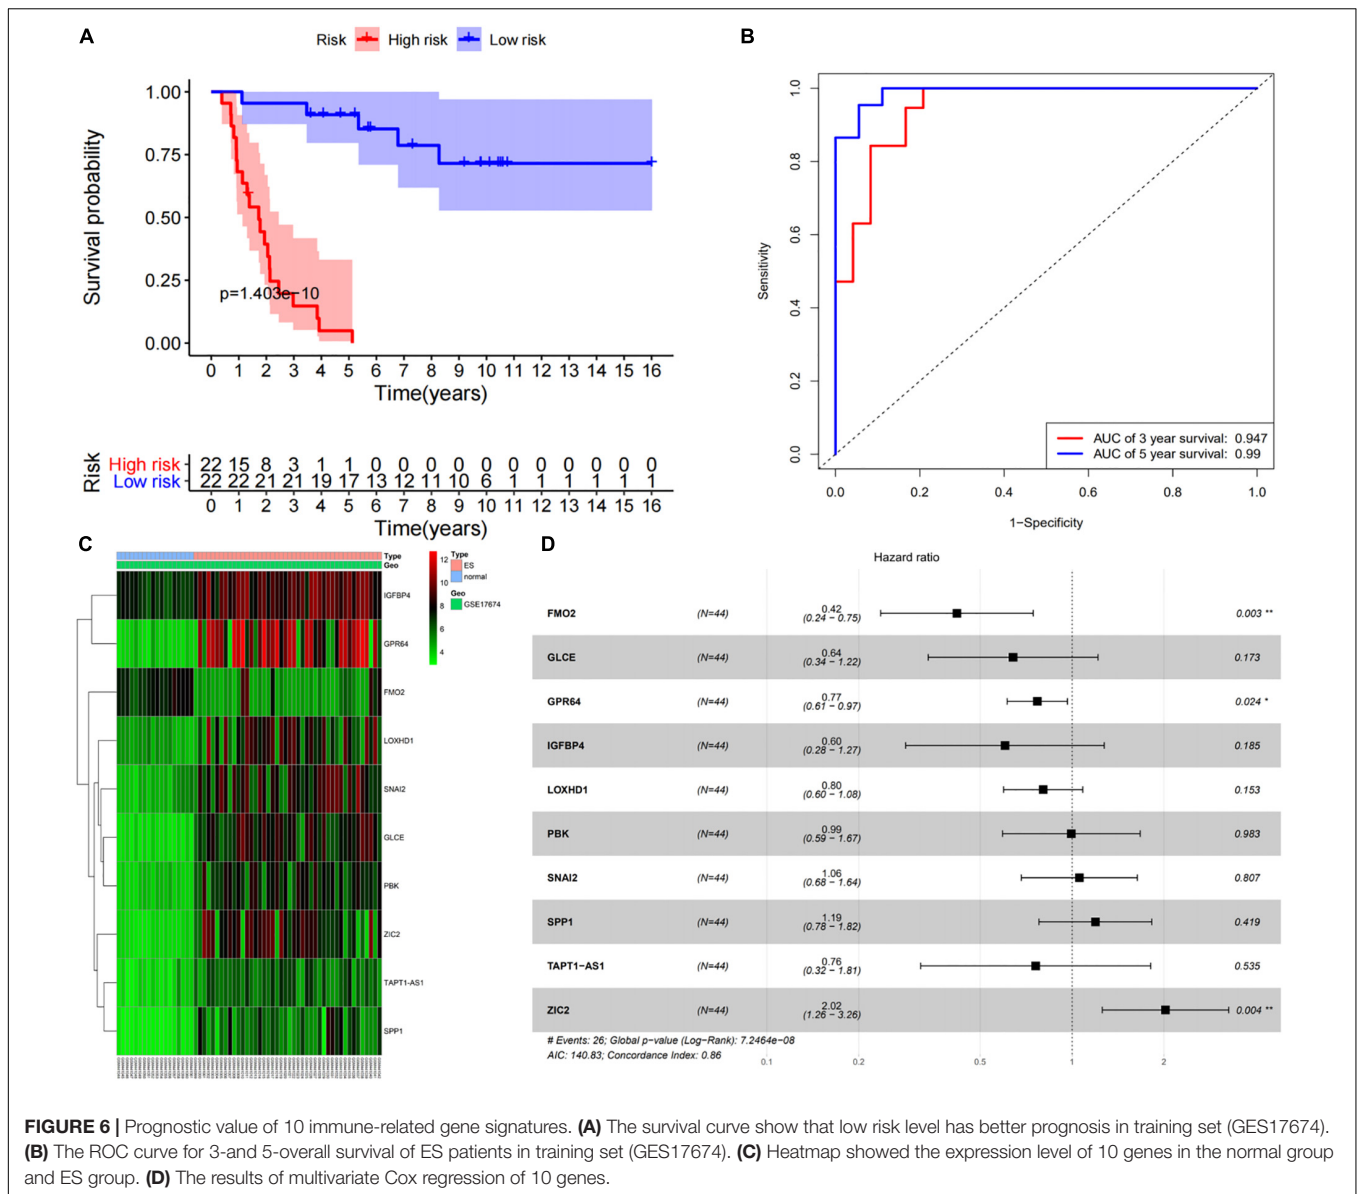 A
Risk High risk Low risk
1.00
0.75
0.50
0.25
0.00
Survival probability
p=1.403e−10
0 1 2 3 4 5 6 7 8 9 10 11 12 13 14 15 16
Time(years)
Risk
High risk 22 15 8 3 1 1 0 0 0 0 0 0 0 0 0 0 0
Low risk 22 22 21 21 19 17 13 12 11 10 6 1 1 1 1 1 1
0 1 2 3 4 5 6 7 8 9 10 11 12 13 14 15 16
Time(years)
B
1.0
0.8
0.6
0.4
0.2
0.0
Sensitivity
AUC of 3 year survival: 0.947
AUC of 5 year survival: 0.99
0.0 0.2 0.4 0.6 0.8 1.0
1−Specificity
C
Type
Geo
IGFBP4
GPR64
FMO2
LOXHD1
SNAI2
GLCE
PBK
ZIC2
TAPT1-AS1
SPP1
12
10
8
6
4
Type
ES
normal
Geo
GSE17674
D
Hazard ratio
FMO2 (N=44) 0.42 (0.24 − 0.75) 0.003 **
GLCE (N=44) 0.64 (0.34 − 1.22) 0.173
GPR64 (N=44) 0.77 (0.61 − 0.97) 0.024 *
IGFBP4 (N=44) 0.60 (0.28 − 1.27) 0.185
LOXHD1 (N=44) 0.80 (0.60 − 1.08) 0.153
PBK (N=44) 0.99 (0.59 − 1.67) 0.983
SNAI2 (N=44) 1.06 (0.68 − 1.64) 0.807
SPP1 (N=44) 1.19 (0.78 − 1.82) 0.419
TAPT1−AS1 (N=44) 0.76 (0.32 − 1.81) 0.535
ZIC2 (N=44) 2.02 (1.26 − 3.26) 0.004 **
# Events: 26; Global p−value (Log−Rank): 7.2464e−08
AIC: 140.83; Concordance Index: 0.86
0.1 0.2 0.5 1 2
FIGURE 6 | Prognostic value of 10 immune-related gene signatures. (A) The survival curve show that low risk level has better prognosis in training set (GES17674).
(B) The ROC curve for 3-and 5-overall survival of ES patients in training set (GES17674). (C) Heatmap showed the expression level of 10 genes in the normal group
and ES group. (D) The results of multivariate Cox regression of 10 genes.